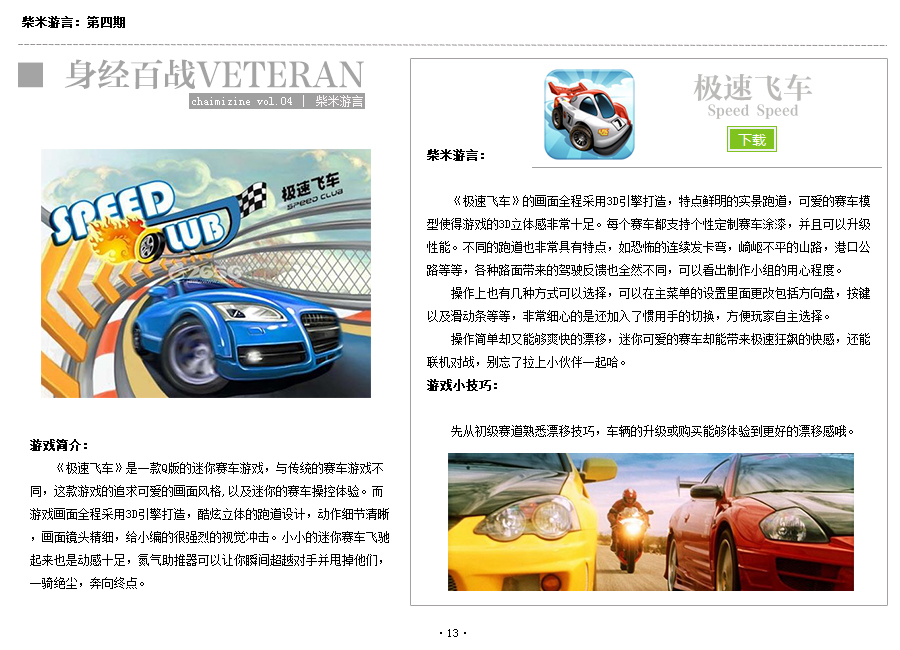 柴米游言：第四期
身经百战VETERAN
chaimizine vol.04 | 柴米游言
SPEED
CLUB
极速飞车
SPEED CLUB
游戏简介：
《极速飞车》是一款Q版的迷你赛车游戏，与传统的赛车游戏不
同，这款游戏的追求可爱的画面风格,以及迷你的赛车操控体验。而
游戏画面全程采用3D引擎打造，酷炫立体的跑道设计，动作细节清晰
，画面镜头精细，给小编的很强烈的视觉冲击。小小的迷你赛车飞驰
起来也是动感十足，氮气助推器可以让你瞬间超越对手并甩掉他们，
一骑绝尘，奔向终点。
极速飞车
Speed Speed
下载
柴米游言：
《极速飞车》的画面全程采用3D引擎打造，特点鲜明的实景跑道，可爱的赛车模
型使得游戏的3D立体感非常十足。每个赛车都支持个性定制赛车涂漆，并且可以升级
性能。不同的跑道也非常具有特点，如恐怖的连续发卡弯，崎岖不平的山路，港口公
路等等，各种路面带来的驾驶反馈也全然不同，可以看出制作小组的用心程度。
操作上也有几种方式可以选择，可以在主菜单的设置里面更改包括方向盘，按键
以及滑动条等等，非常细心的是还加入了惯用手的切换，方便玩家自主选择。
操作简单却又能够爽快的漂移，迷你可爱的赛车却能带来极速狂飙的快感，还能
联机对战，别忘了拉上小伙伴一起哈。
游戏小技巧：
先从初级赛道熟悉漂移技巧，车辆的升级或购买能够体验到更好的漂移感哦。
· 13 ·